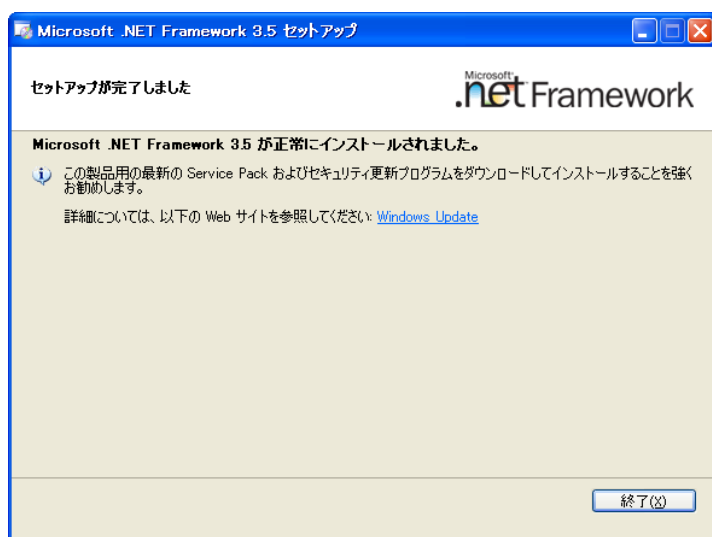 Microsoft .NET Framework 3.5 セットアップ
セットアップが完了しました
Microsoft
.net Framework
Microsoft .NET Framework 3.5 が正常にインストールされました。
この製品用の最新の Service Pack およびセキュリティ更新プログラムをダウンロードしてインストールすることを強く
お勧めします。
詳細については、以下の Web サイトを参照してください: Windows Update
終了(X)